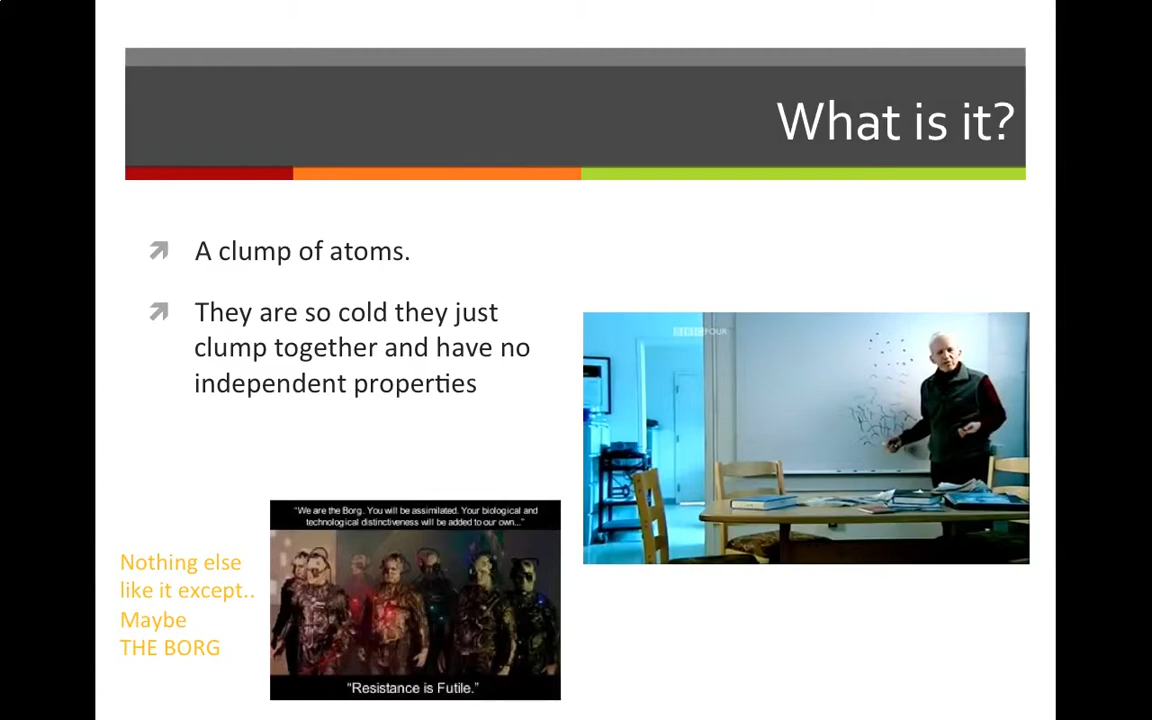 What is it?
A clump of atoms.
They are so cold they just
clump together and have no
independent properties
BBC FOUR
"We are the Borg. You will be assimilated. Your biological and
technological distinctiveness will be added to our own..."
Nothing else
like it except..
Maybe
THE BORG
"Resistance is Futile."